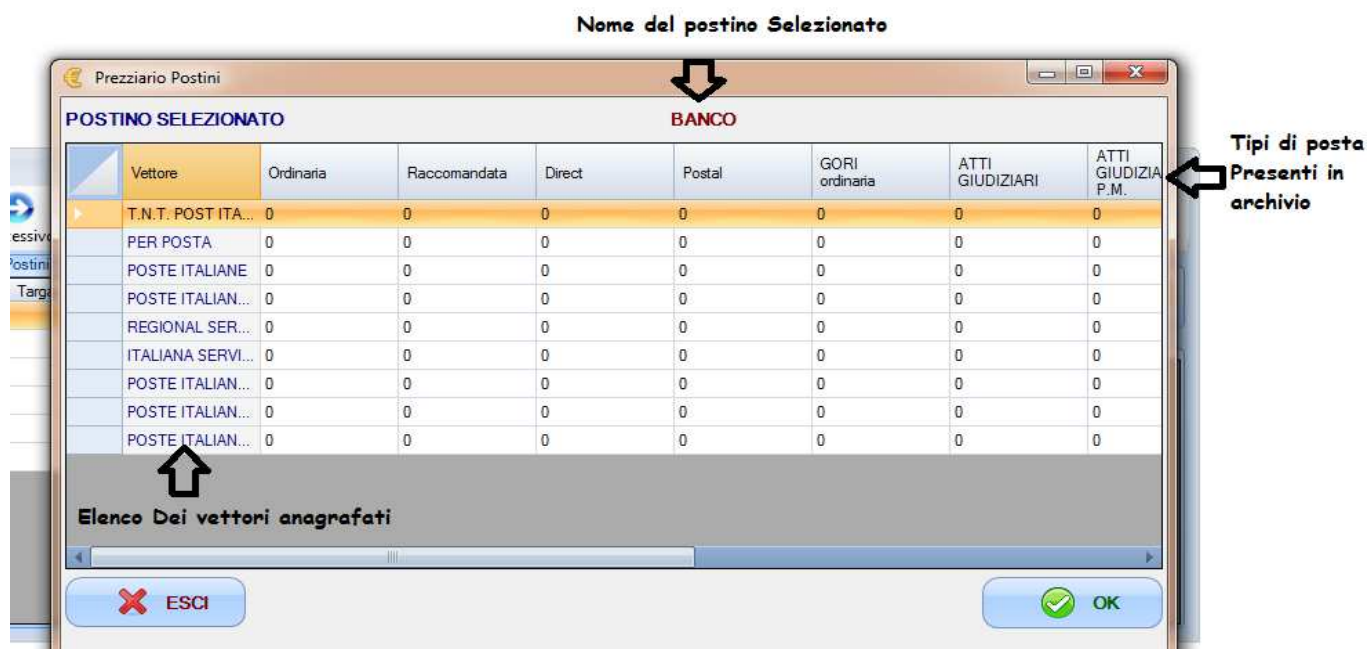 Nome del postino Selezionato
Prezziario Postini
POSTINO SELEZIONATO BANCO
Tipi di posta
Presenti in
archivio
Vettore Ordinaria Raccomandata Direct Postal GORI ordinaria ATTI GIUDIZIARI ATTI GIUDIZIA P.M.
T.N.T. POST ITA... 0 0 0 0 0 0 0
PER POSTA 0 0 0 0 0 0 0
POSTE ITALIANE 0 0 0 0 0 0 0
POSTE ITALIAN... 0 0 0 0 0 0 0
REGIONAL SER... 0 0 0 0 0 0 0
ITALIANA SERVI... 0 0 0 0 0 0 0
POSTE ITALIAN... 0 0 0 0 0 0 0
POSTE ITALIAN... 0 0 0 0 0 0 0
POSTE ITALIAN... 0 0 0 0 0 0 0
essivo
Postini
Targa
Elenco Dei vettori anagrafati
ESCI OK